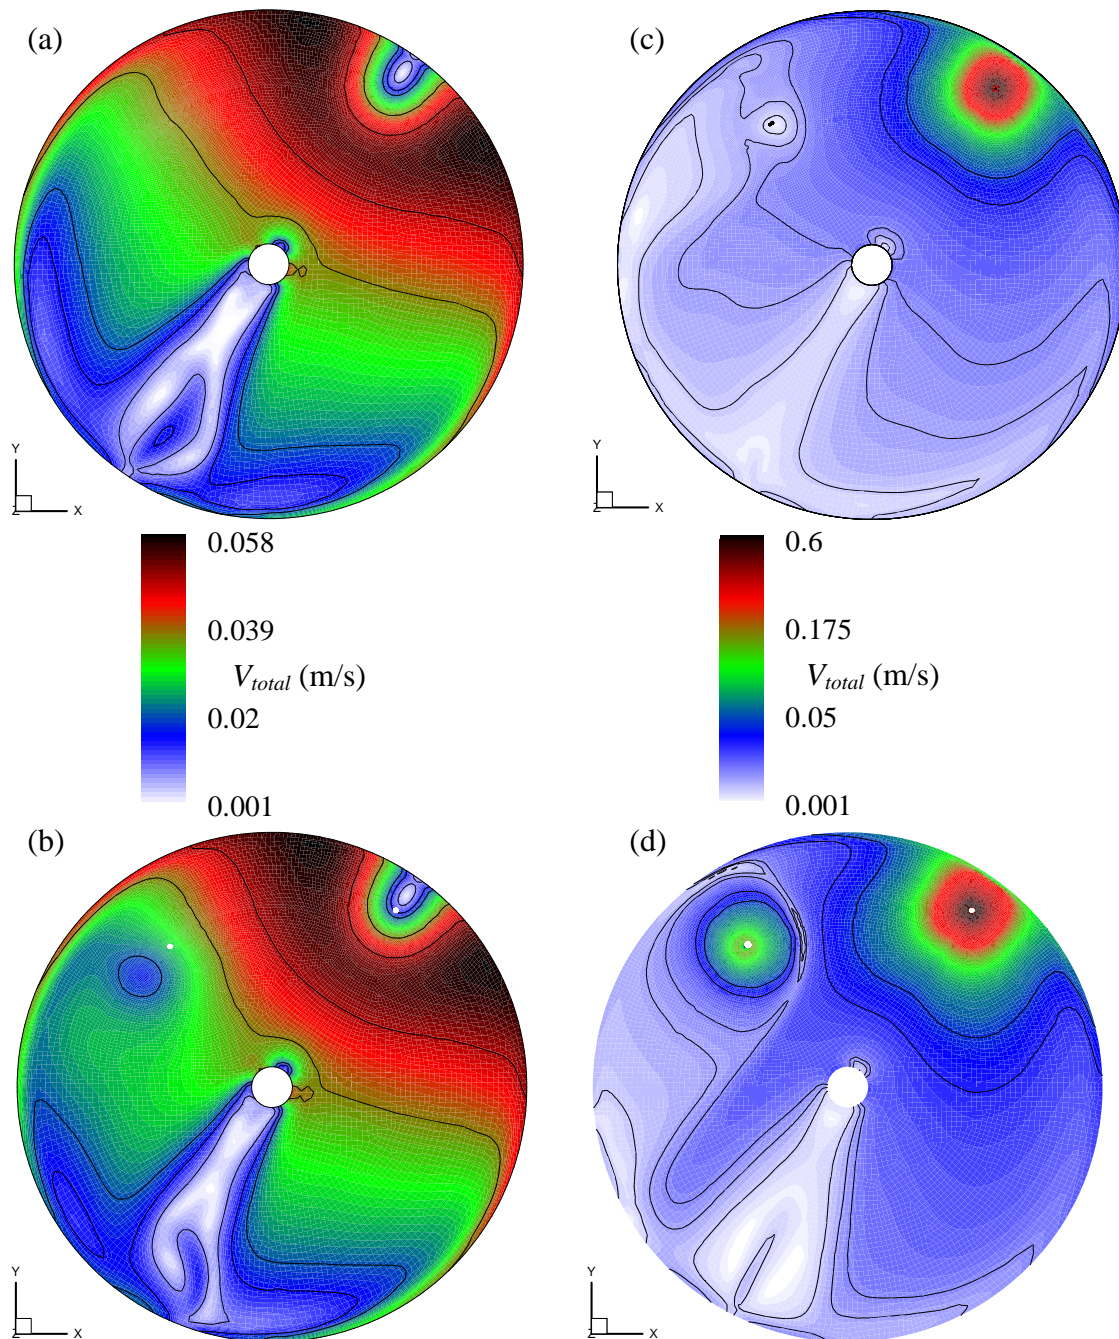 (a)
(c)
Y
Z
X
Y
Z
X
0.058
0.039
V_total (m/s)
0.02
0.001
0.6
0.175
V_total (m/s)
0.05
0.001
(b)
(d)
Y
Z
X
Y
Z
X